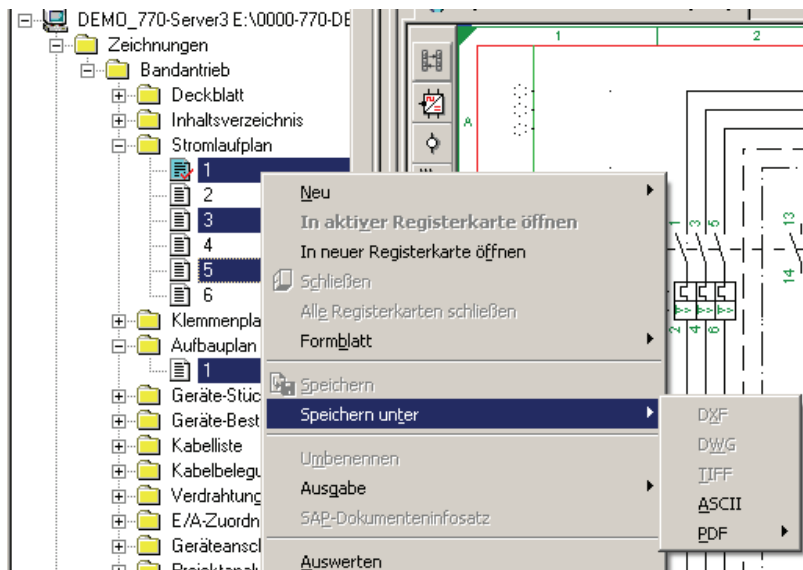 DEMO_770-Server3 E:\0000-770-DE
Zeichnungen
Bandantrieb
Deckblatt
Inhaltsverzeichnis
Stromlaufplan
1
2
3
4
5
6
Klemmenpla
Aufbauplan
1
Geräte-Stüc
Geräte-Best
Kabelliste
Kabelbelegu
Verdrahtung
E/A-Zuordn
Geräteansc
Neu
In aktiver Registerkarte öffnen
In neuer Registerkarte öffnen
Schließen
Alle Registerkarten schließen
Formblatt
Speichern
Speichern unter
Umbenennen
Ausgabe
SAP-Dokumenteninfosatz
Auswerten
DXF
DWG
TIFF
ASCII
PDF
1 2
A
1 3 5 13
14
2 4 6